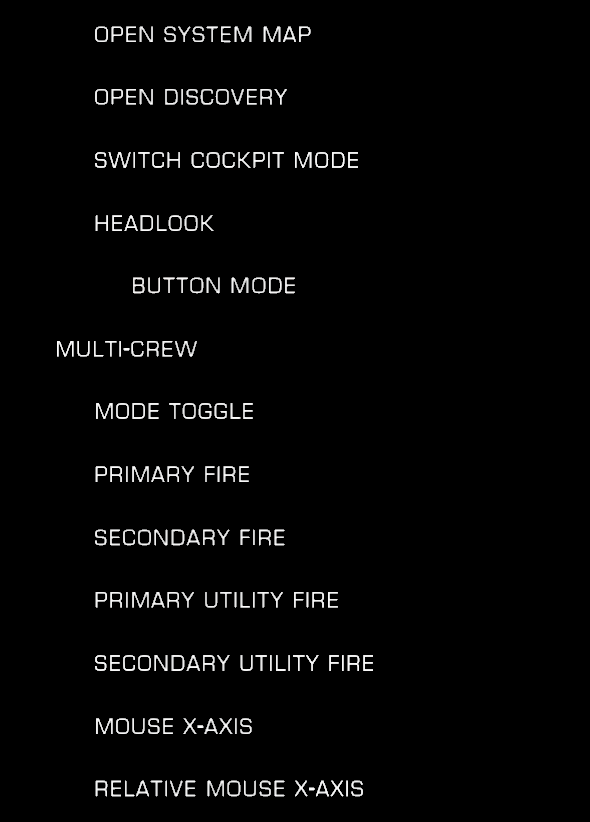 OPEN SYSTEM MAP
OPEN DISCOVERY
SWITCH COCKPIT MODE
HEADLOOK
BUTTON MODE
MULTI-CREW
MODE TOGGLE
PRIMARY FIRE
SECONDARY FIRE
PRIMARY UTILITY FIRE
SECONDARY UTILITY FIRE
MOUSE X-AXIS
RELATIVE MOUSE X-AXIS